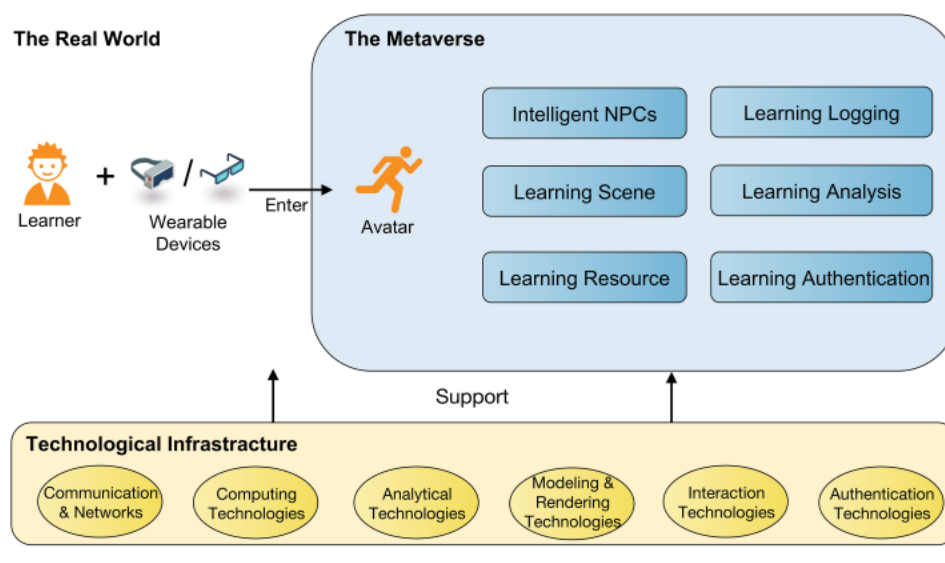 The Real World
The Metaverse
Intelligent NPCs
Learning Logging
Learning Scene
Learning Analysis
Learning Resource
Learning Authentication
+
/
Learner
Wearable
Devices
Enter
Avatar
Support
Technological Infrastracture
Communication
& Networks
Computing
Technologies
Analytical
Technologies
Modeling &
Rendering
Technologies
Interaction
Technologies
Authentication
Technologies